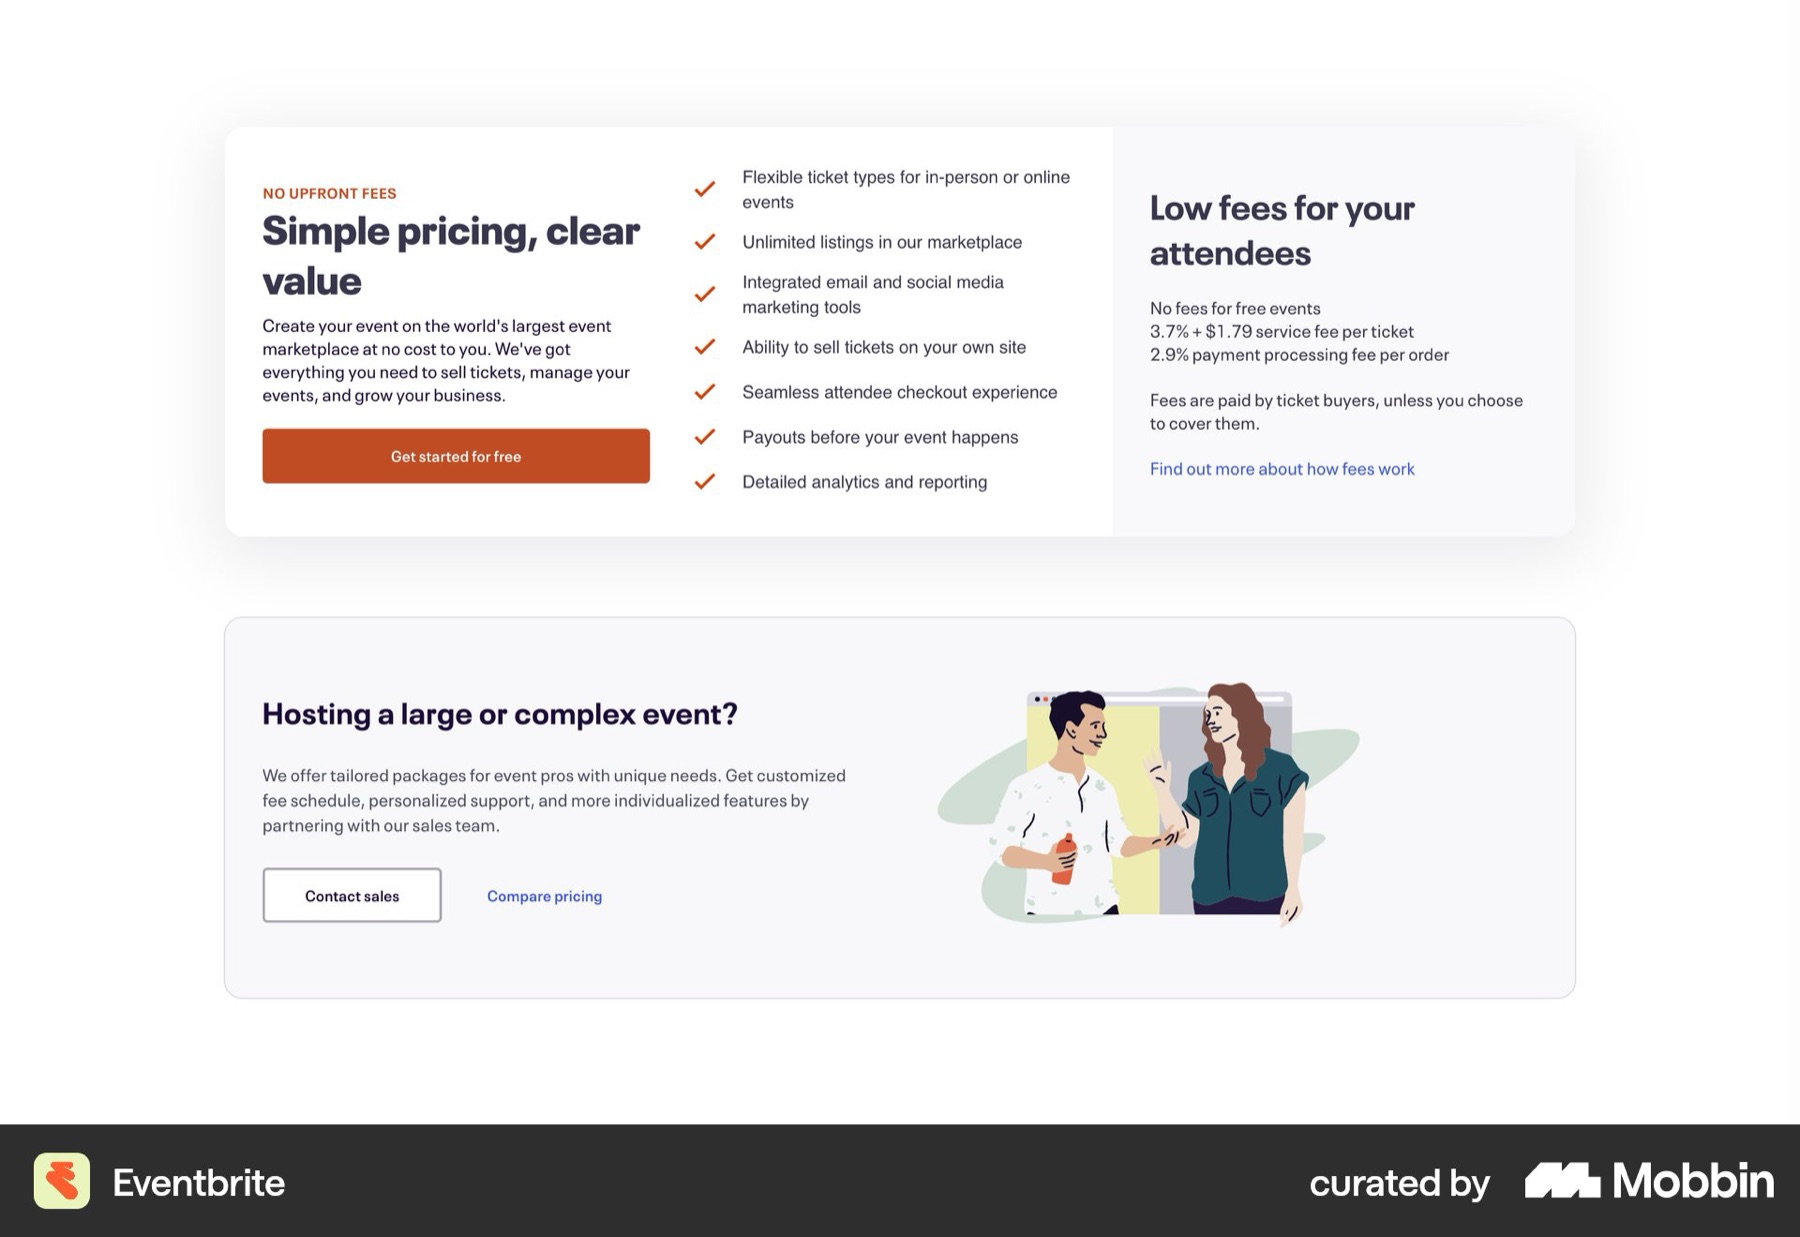 NO UPFRONT FEES
Simple pricing, clear
value
Create your event on the world's largest event
marketplace at no cost to you. We've got
everything you need to sell tickets, manage your
events, and grow your business.
Get started for free
Flexible ticket types for in-person or online
events
Unlimited listings in our marketplace
Integrated email and social media
marketing tools
Ability to sell tickets on your own site
Seamless attendee checkout experience
Payouts before your event happens
Detailed analytics and reporting
Low fees for your
attendees
No fees for free events
3.7% + $1.79 service fee per ticket
2.9% payment processing fee per order
Fees are paid by ticket buyers, unless you choose
to cover them.
Find out more about how fees work
Hosting a large or complex event?
We offer tailored packages for event pros with unique needs. Get customized
fee schedule, personalized support, and more individualized features by
partnering with our sales team.
Contact sales
Compare pricing
Eventbrite
curated by
Mobbin